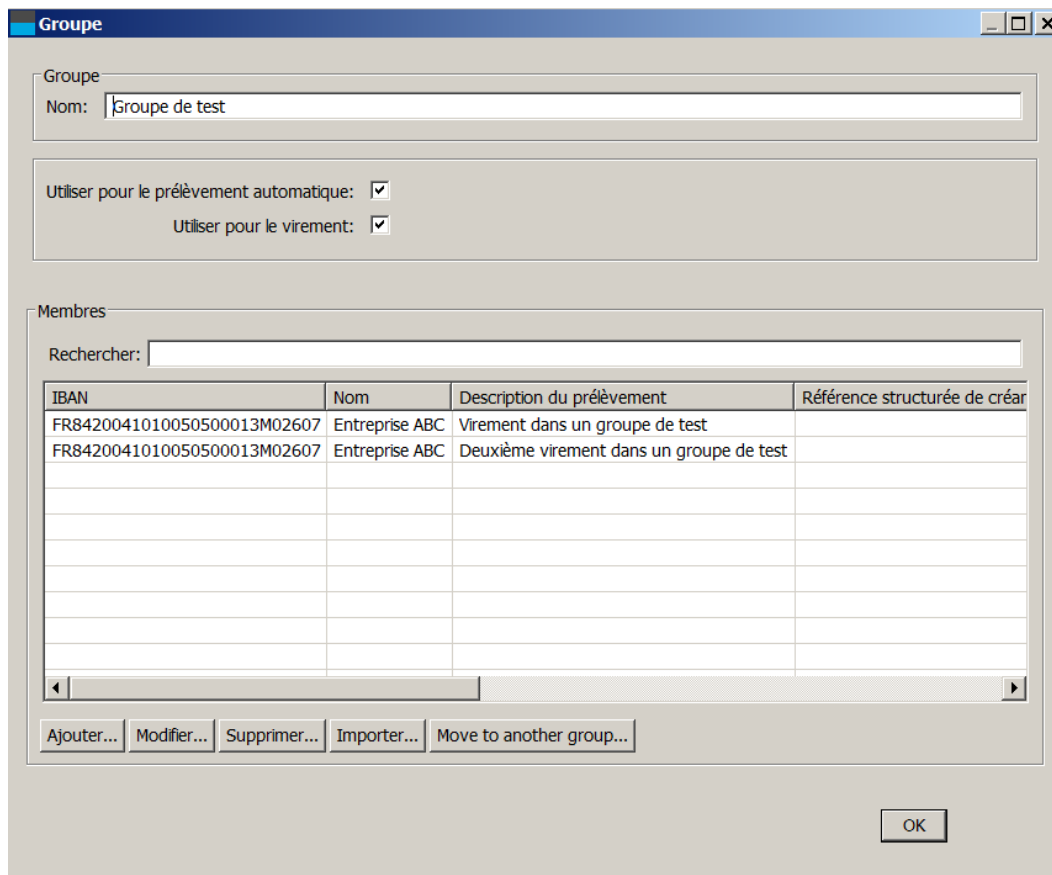 Groupe
Groupe
Nom: Groupe de test
Utiliser pour le prélèvement automatique:
Utiliser pour le virement:
Membres
Rechercher:
IBAN Nom Description du prélèvement Référence structurée de créar
FR8420041010050500013M02607 Entreprise ABC Virement dans un groupe de test
FR8420041010050500013M02607 Entreprise ABC Deuxième virement dans un groupe de test
Ajouter... Modifier... Supprimer... Importer... Move to another group...
OK